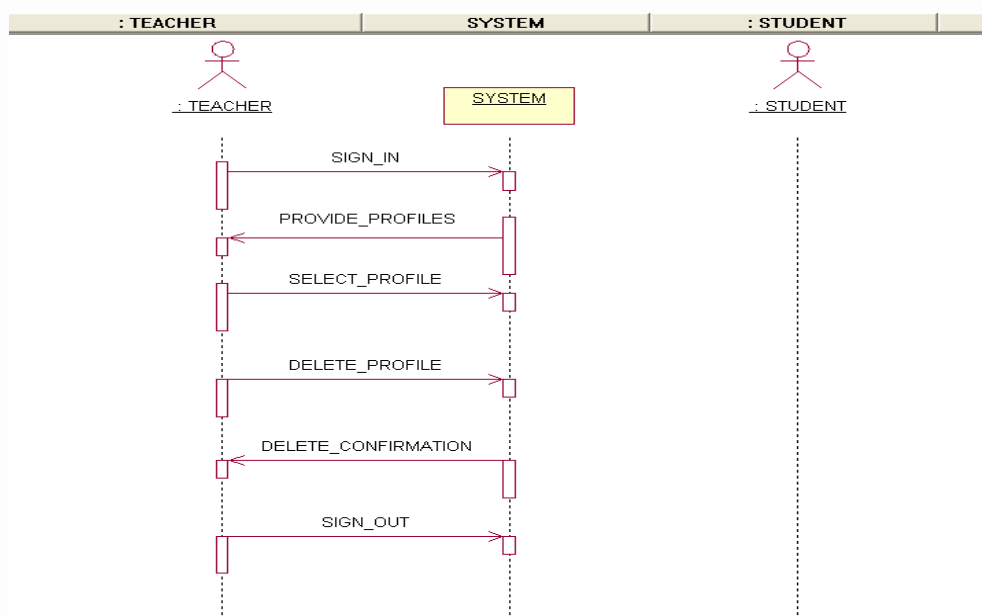 : TEACHER
SYSTEM
: STUDENT
: TEACHER
SYSTEM
: STUDENT
SIGN_IN
PROVIDE_PROFILES
SELECT_PROFILE
DELETE_PROFILE
DELETE_CONFIRMATION
SIGN_OUT